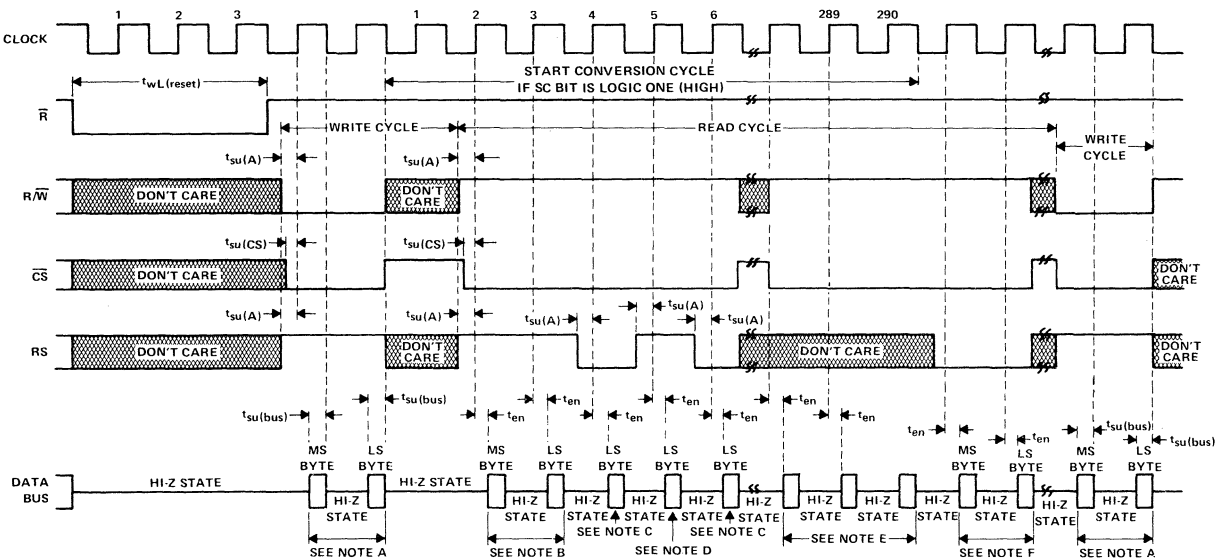 1 2 3 1 2 3 4 5 6 289 290
CLOCK
twL(reset)
START CONVERSION CYCLE
IF SC BIT IS LOGIC ONE (HIGH)
R
WRITE CYCLE
READ CYCLE
WRITE
CYCLE
tsu(A) tsu(A)
R/W
DON'T CARE
DON'T
CARE
tsu(CS) tsu(CS)
CS
DON'T CARE
DON'T
CARE
tsu(A) tsu(A) tsu(A) tsu(A) tsu(A)
RS
DON'T CARE
DON'T
CARE
DON'T CARE
DON'T
CARE
tsu(bus) tsu(bus) ten ten ten ten ten ten ten ten ten tsu(bus) tsu(bus)
MS
BYTE
LS
BYTE
MS
BYTE
LS
BYTE
LS
BYTE
LS
BYTE
LS
BYTE
MS
BYTE
LS
BYTE
MS
BYTE
LS
BYTE
DATA
BUS
HI-Z STATE
HI-Z
STATE
HI-Z STATE
HI-Z
STATE
HI-Z
STATE
HI-Z
STATE
HI-Z
STATE
HI-Z
STATE
HI-Z
STATE
HI-Z
STATE
HI-Z
STATE
HI-Z
STATE
HI-Z
STATE
HI-Z
STATE
SEE NOTE A
SEE NOTE B
SEE NOTE C
SEE NOTE D
SEE NOTE C
SEE NOTE E
SEE NOTE F
SEE NOTE A